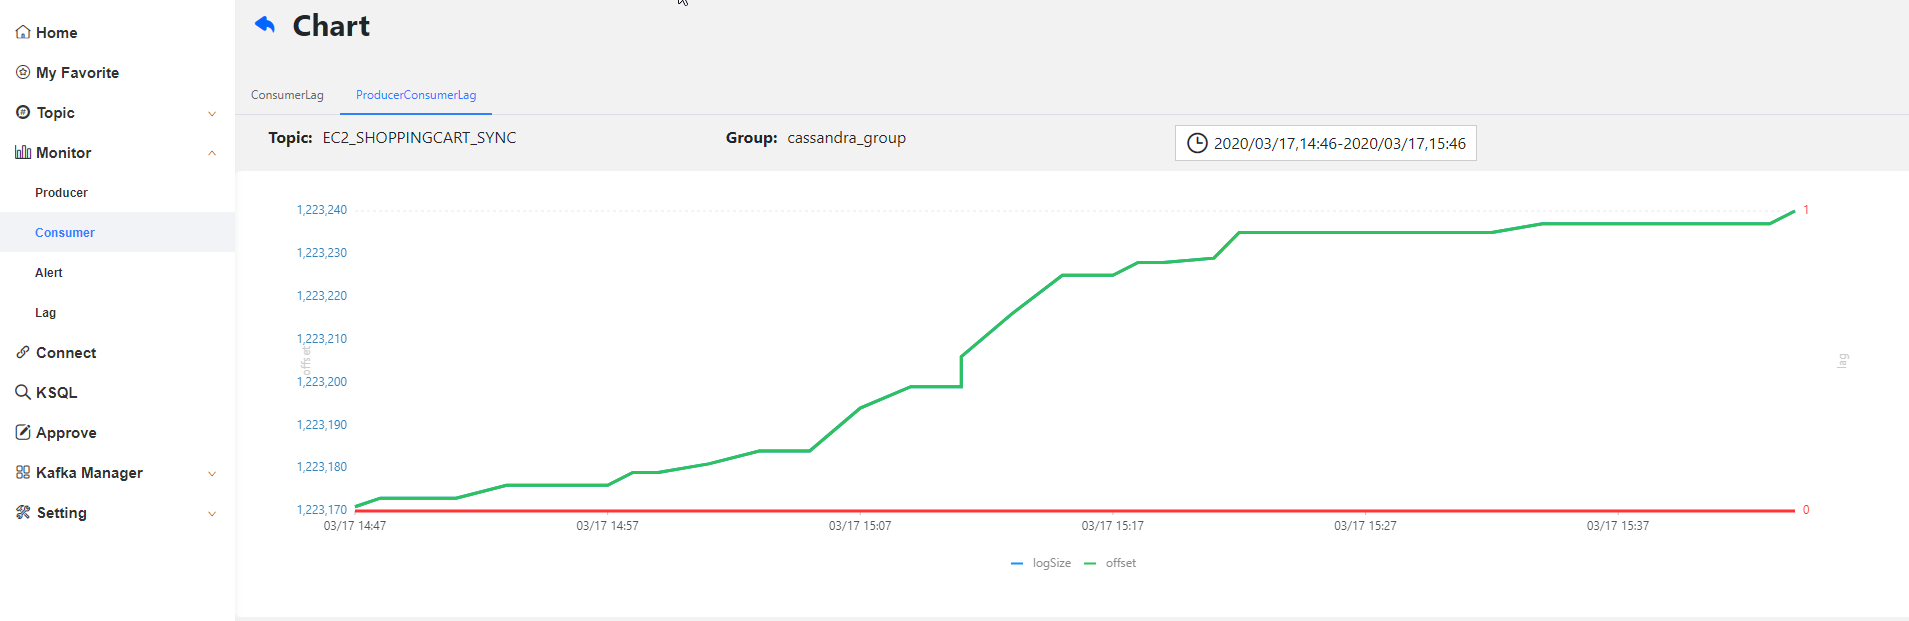 Home
My Favorite
Topic
Monitor
Producer
Consumer
Alert
Lag
Connect
KSQL
Approve
Kafka Manager
Setting
Chart
ConsumerLag ProducerConsumerLag
Topic: EC2_SHOPPINGCART_SYNC Group: cassandra_group 2020/03/17,14:46-2020/03/17,15:46
1,223,240 1
1,223,230
1,223,220
1,223,210
offset lag
1,223,200
1,223,190
1,223,180
1,223,170 0
03/17 14:47 03/17 14:57 03/17 15:07 03/17 15:17 03/17 15:27 03/17 15:37
logSize offset